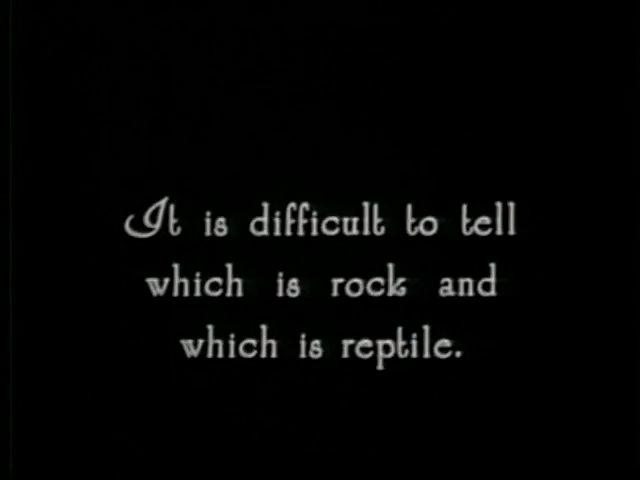 It is difficult to tell
which is rock and
which is reptile.